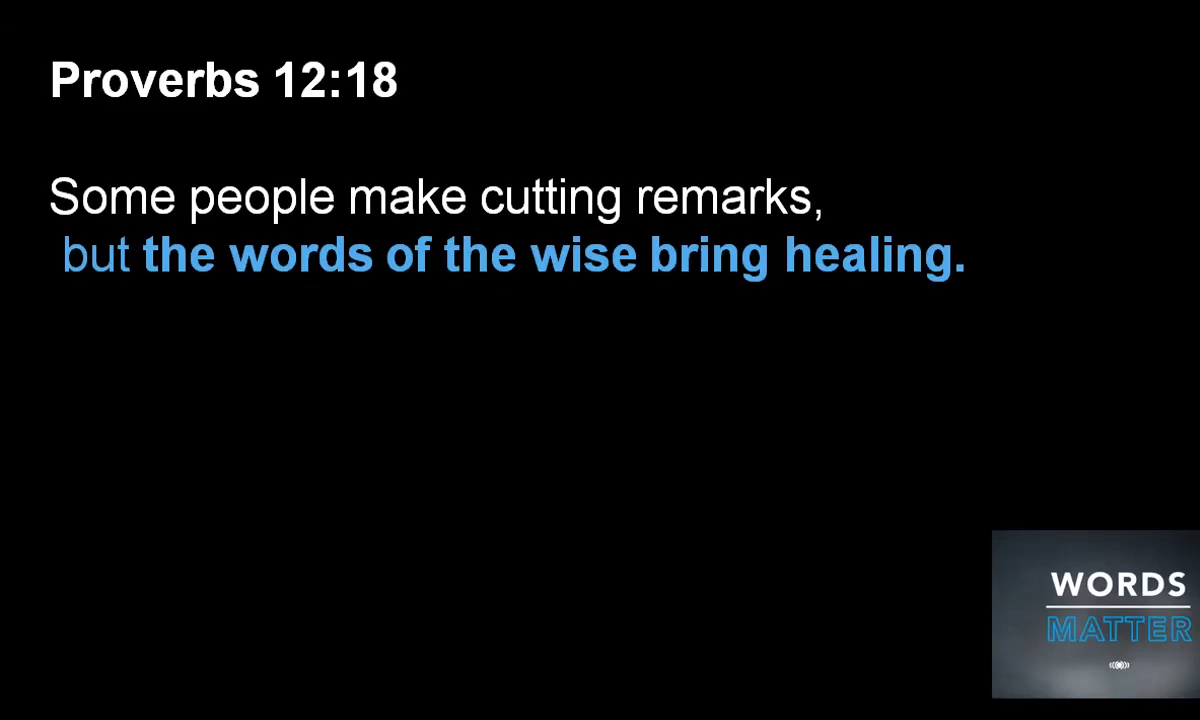 Proverbs 12:18
Some people make cutting remarks,
but the words of the wise bring healing.
WORDS
MATTER